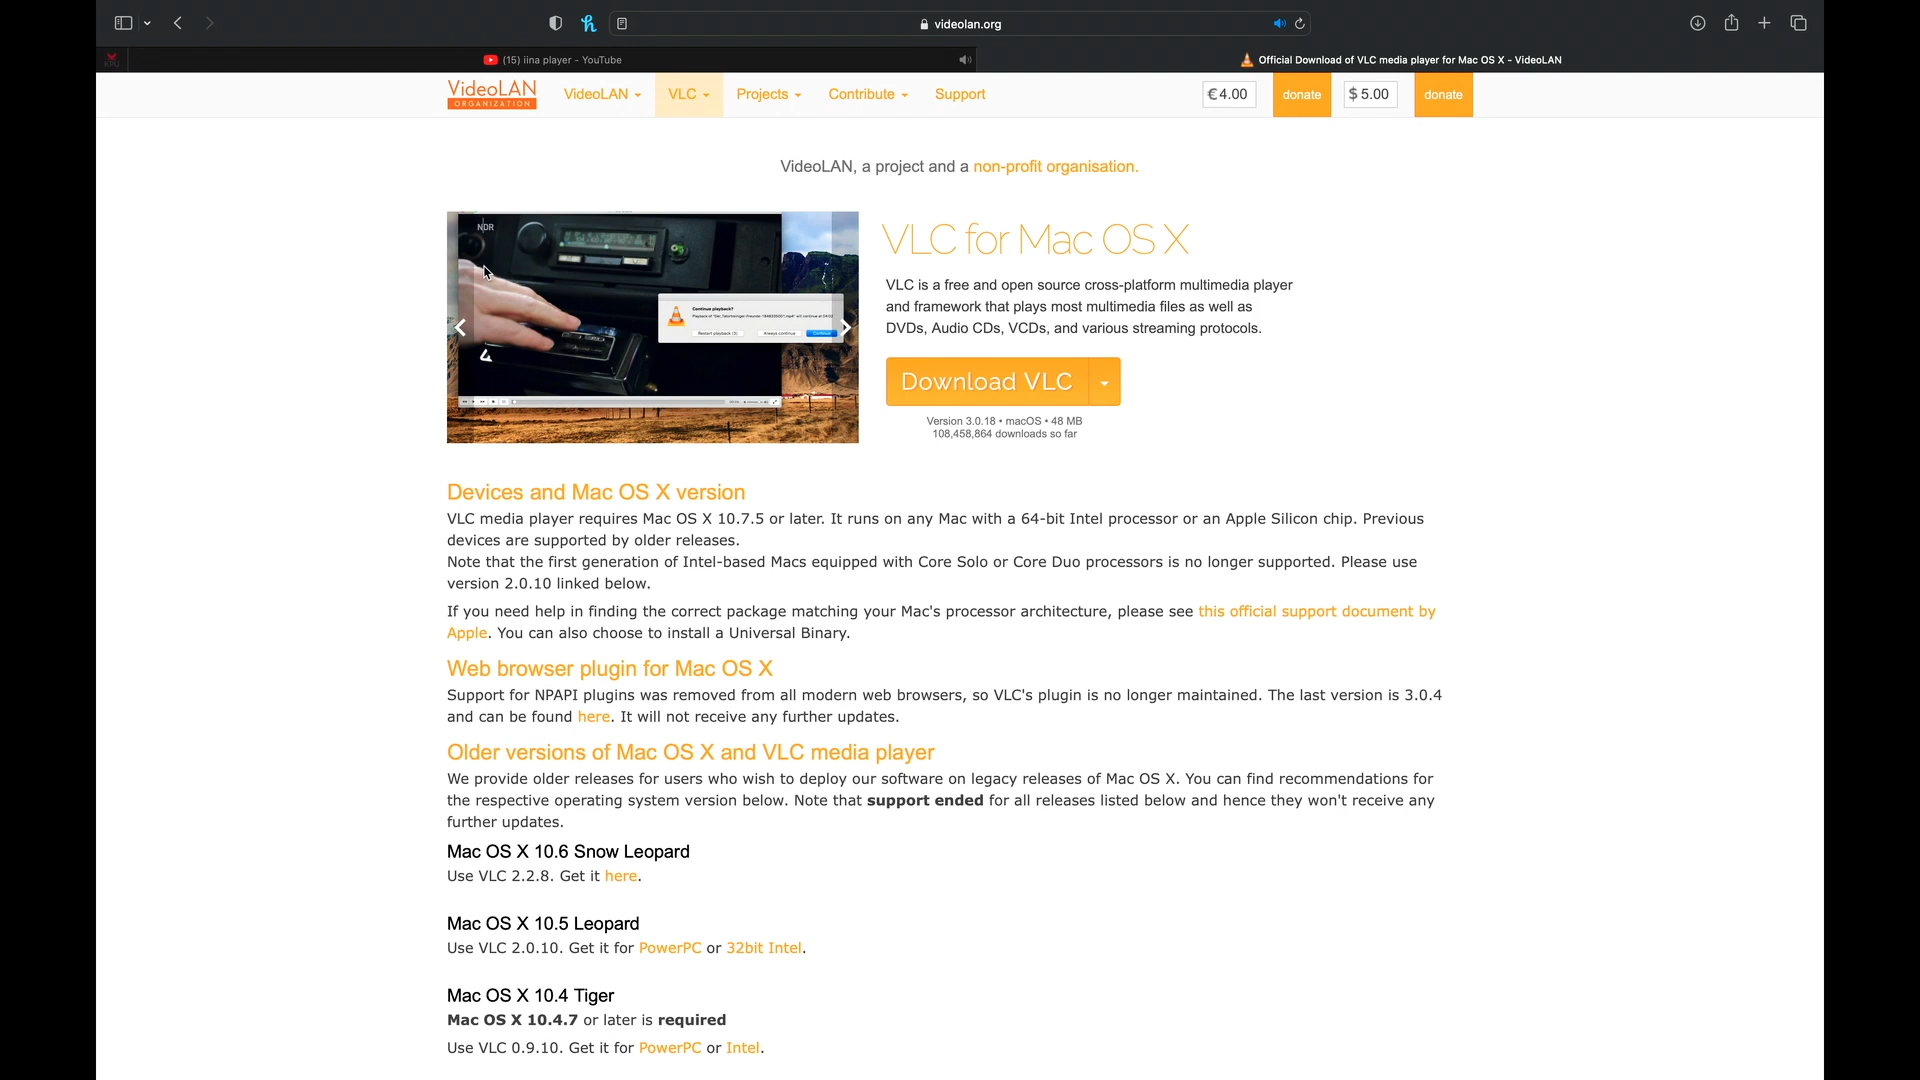 videolan.org
(15) iina player - YouTube
Official Download of VLC media player for Mac OS X - VideoLAN
VideoLAN
ORGANIZATION
VideoLAN
VLC
Projects
Contribute
Support
€ 4.00
donate
$ 5.00
donate
VideoLAN, a project and a non-profit organisation.
NDR
Continue playback?
Restart playback (3)
Always continue
Continue
VLC for Mac OS X
VLC is a free and open source cross-platform multimedia player
and framework that plays most multimedia files as well as
DVDs, Audio CDs, VCDs, and various streaming protocols.
Download VLC
Version 3.0.18 • macOS • 48 MB
108,458,864 downloads so far
Devices and Mac OS X version
VLC media player requires Mac OS X 10.7.5 or later. It runs on any Mac with a 64-bit Intel processor or an Apple Silicon chip. Previous
devices are supported by older releases.
Note that the first generation of Intel-based Macs equipped with Core Solo or Core Duo processors is no longer supported. Please use
version 2.0.10 linked below.
If you need help in finding the correct package matching your Mac's processor architecture, please see this official support document by
Apple. You can also choose to install a Universal Binary.
Web browser plugin for Mac OS X
Support for NPAPI plugins was removed from all modern web browsers, so VLC's plugin is no longer maintained. The last version is 3.0.4
and can be found here. It will not receive any further updates.
Older versions of Mac OS X and VLC media player
We provide older releases for users who wish to deploy our software on legacy releases of Mac OS X. You can find recommendations for
the respective operating system version below. Note that support ended for all releases listed below and hence they won't receive any
further updates.
Mac OS X 10.6 Snow Leopard
Use VLC 2.2.8. Get it here.
Mac OS X 10.5 Leopard
Use VLC 2.0.10. Get it for PowerPC or 32bit Intel.
Mac OS X 10.4 Tiger
Mac OS X 10.4.7 or later is required
Use VLC 0.9.10. Get it for PowerPC or Intel.